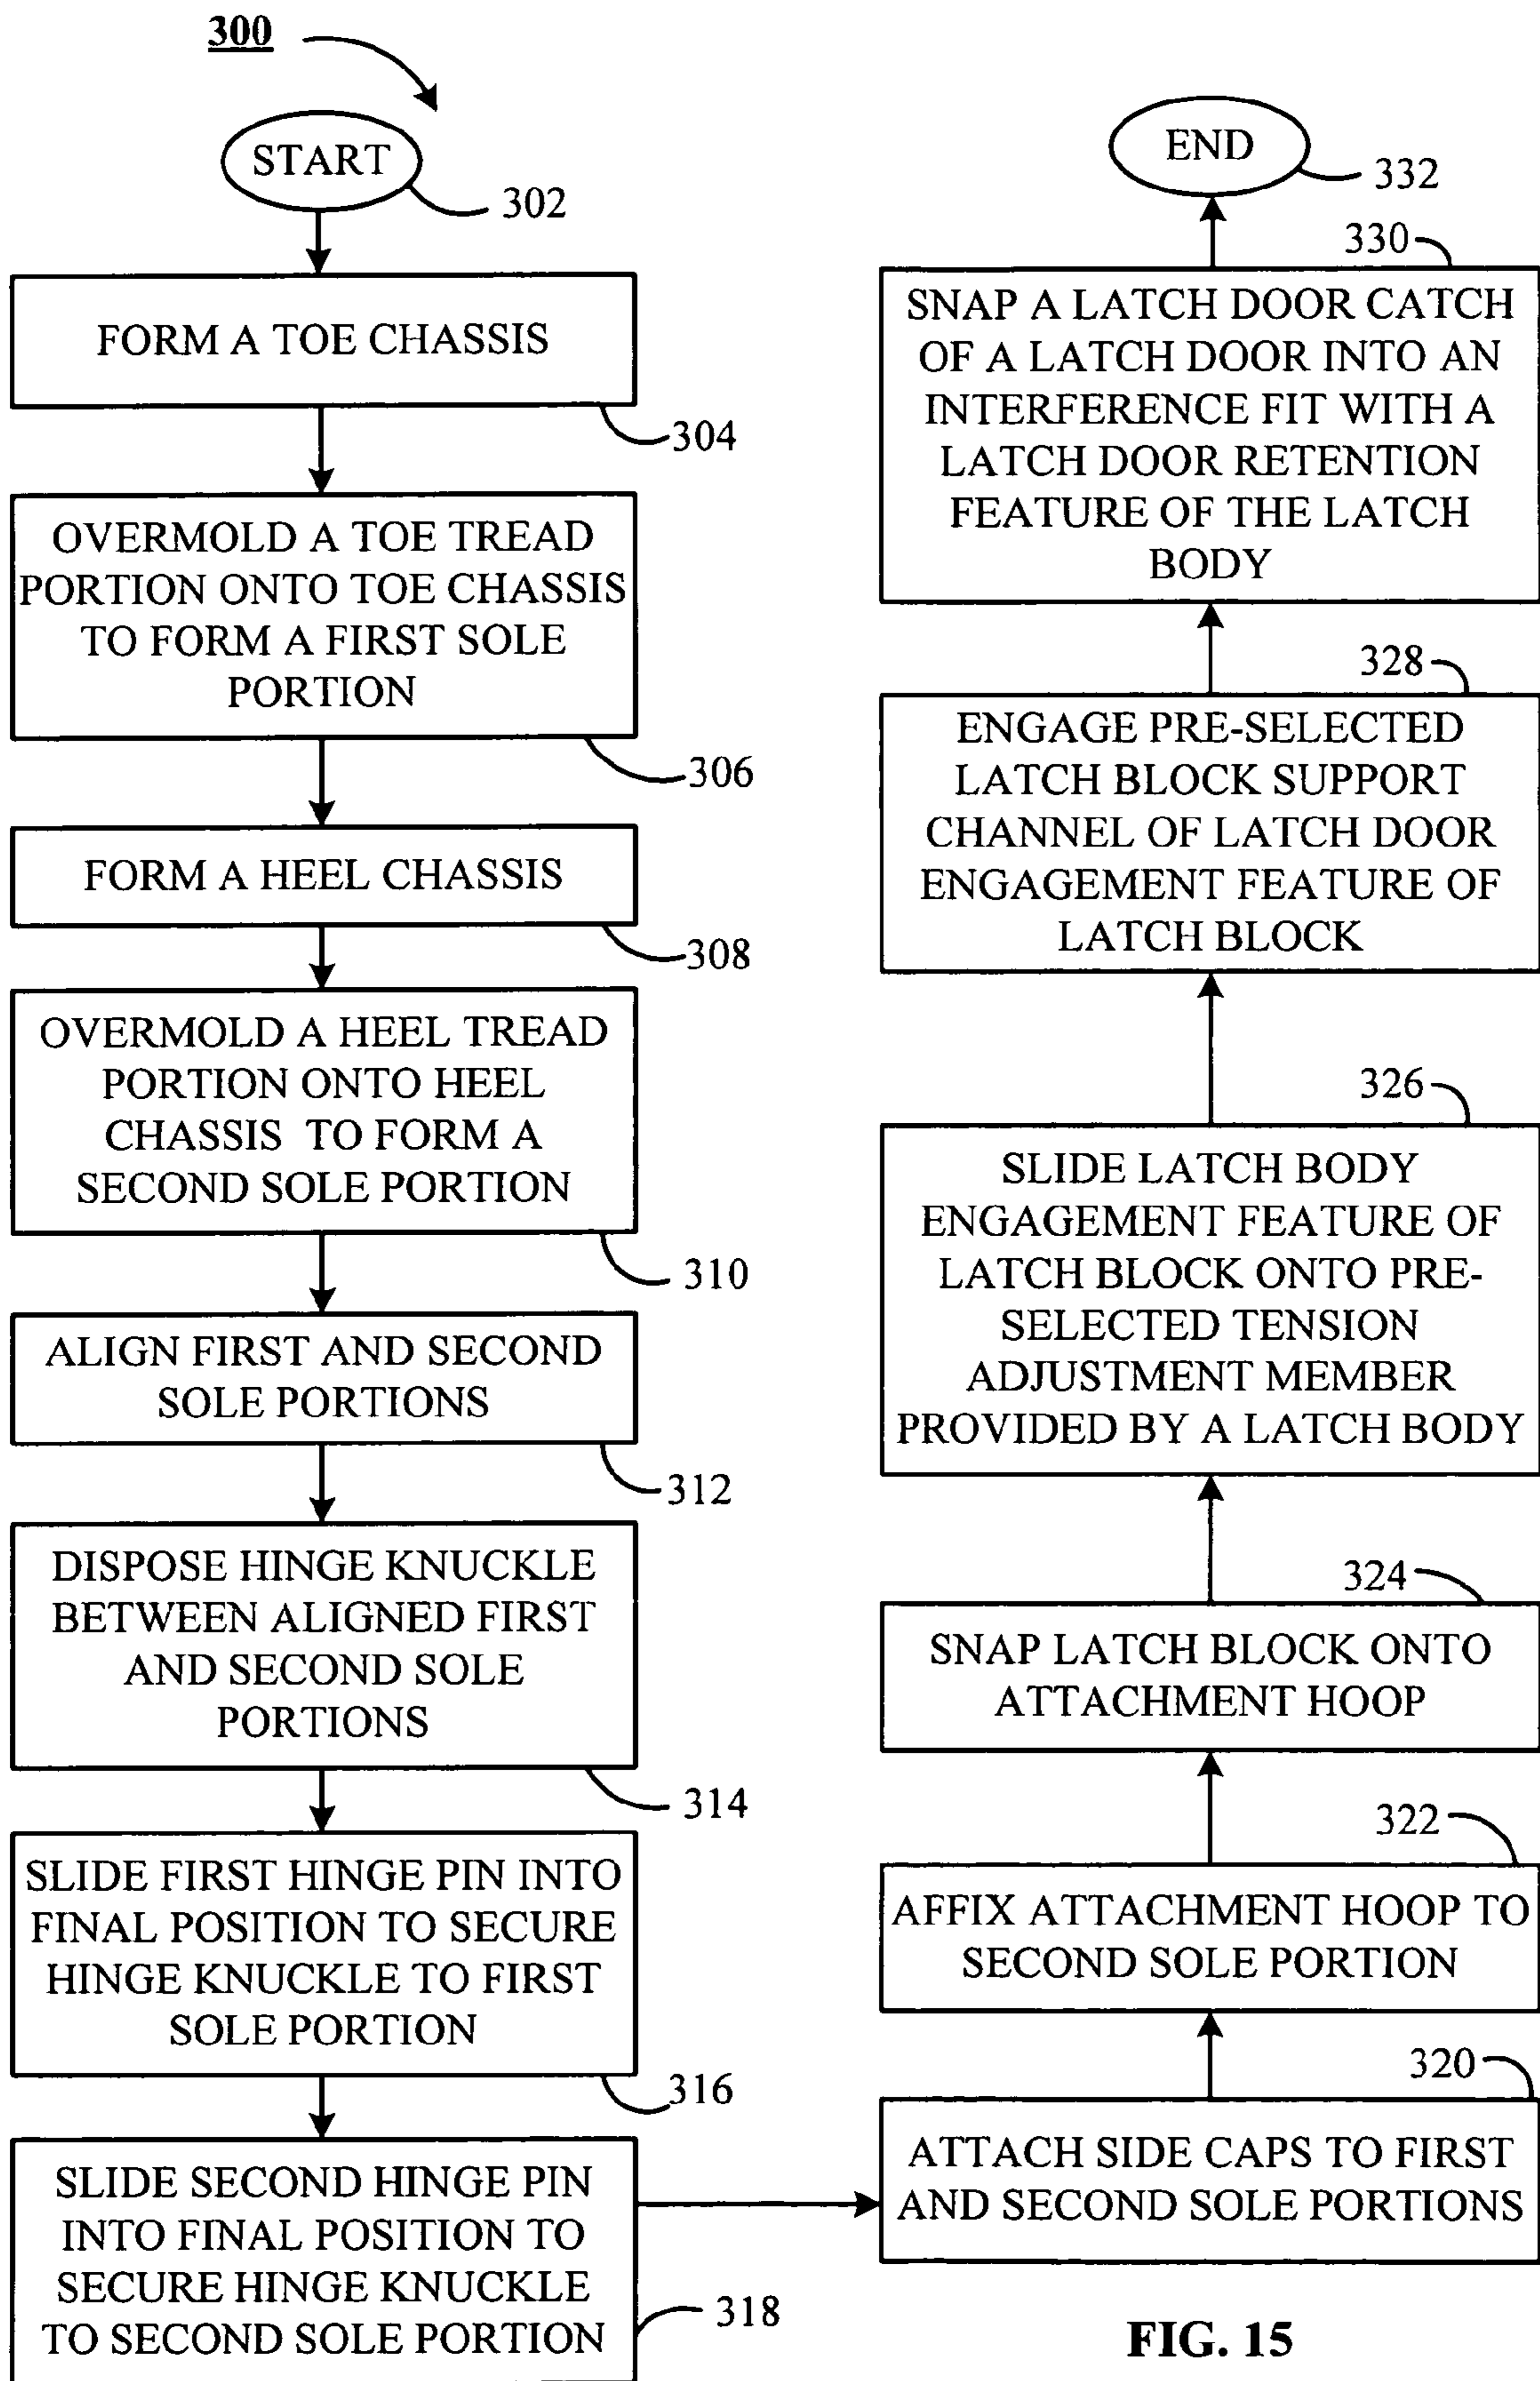 300
START
302
FORM A TOE CHASSIS
304
OVERMOLD A TOE TREAD
PORTION ONTO TOE CHASSIS
TO FORM A FIRST SOLE
PORTION
306
FORM A HEEL CHASSIS
308
OVERMOLD A HEEL TREAD
PORTION ONTO HEEL
CHASSIS TO FORM A
SECOND SOLE PORTION
310
ALIGN FIRST AND SECOND
SOLE PORTIONS
312
DISPOSE HINGE KNUCKLE
BETWEEN ALIGNED FIRST
AND SECOND SOLE
PORTIONS
314
SLIDE FIRST HINGE PIN INTO
FINAL POSITION TO SECURE
HINGE KNUCKLE TO FIRST
SOLE PORTION
316
SLIDE SECOND HINGE PIN
INTO FINAL POSITION TO
SECURE HINGE KNUCKLE
TO SECOND SOLE PORTION
318
320
ATTACH SIDE CAPS TO FIRST
AND SECOND SOLE PORTIONS
322
AFFIX ATTACHMENT HOOP TO
SECOND SOLE PORTION
324
SNAP LATCH BLOCK ONTO
ATTACHMENT HOOP
326
SLIDE LATCH BODY
ENGAGEMENT FEATURE OF
LATCH BLOCK ONTO PRE-
SELECTED TENSION
ADJUSTMENT MEMBER
PROVIDED BY A LATCH BODY
328
ENGAGE PRE-SELECTED
LATCH BLOCK SUPPORT
CHANNEL OF LATCH DOOR
ENGAGEMENT FEATURE OF
LATCH BLOCK
330
SNAP A LATCH DOOR CATCH
OF A LATCH DOOR INTO AN
INTERFERENCE FIT WITH A
LATCH DOOR RETENTION
FEATURE OF THE LATCH
BODY
END
332
FIG. 15